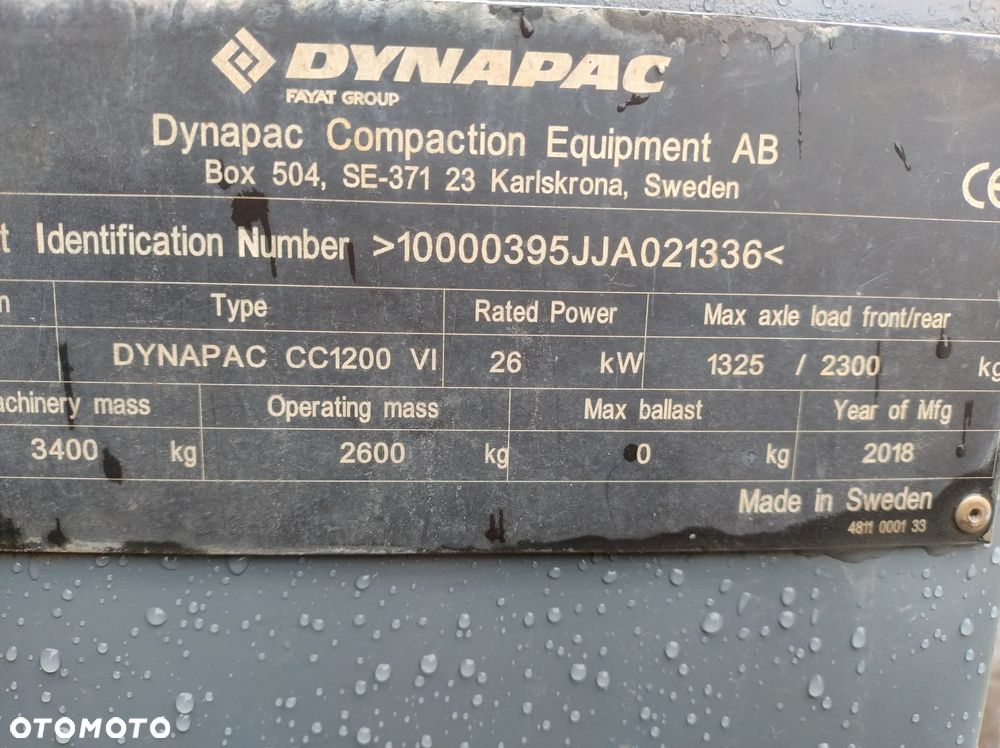 DYNAPAC
FAYAT GROUP
Dynapac Compaction Equipment AB
Box 504, SE-371 23 Karlskrona, Sweden
CE
t Identification Number >10000395JJA021336<
n Type Rated Power Max axle load front/rear
DYNAPAC CC1200 VI 26 kW 1325 / 2300 kg
achinery mass Operating mass Max ballast Year of Mfg
3400 kg 2600 kg 0 kg 2018
Made in Sweden
4811 0001 33
OTOMOTO